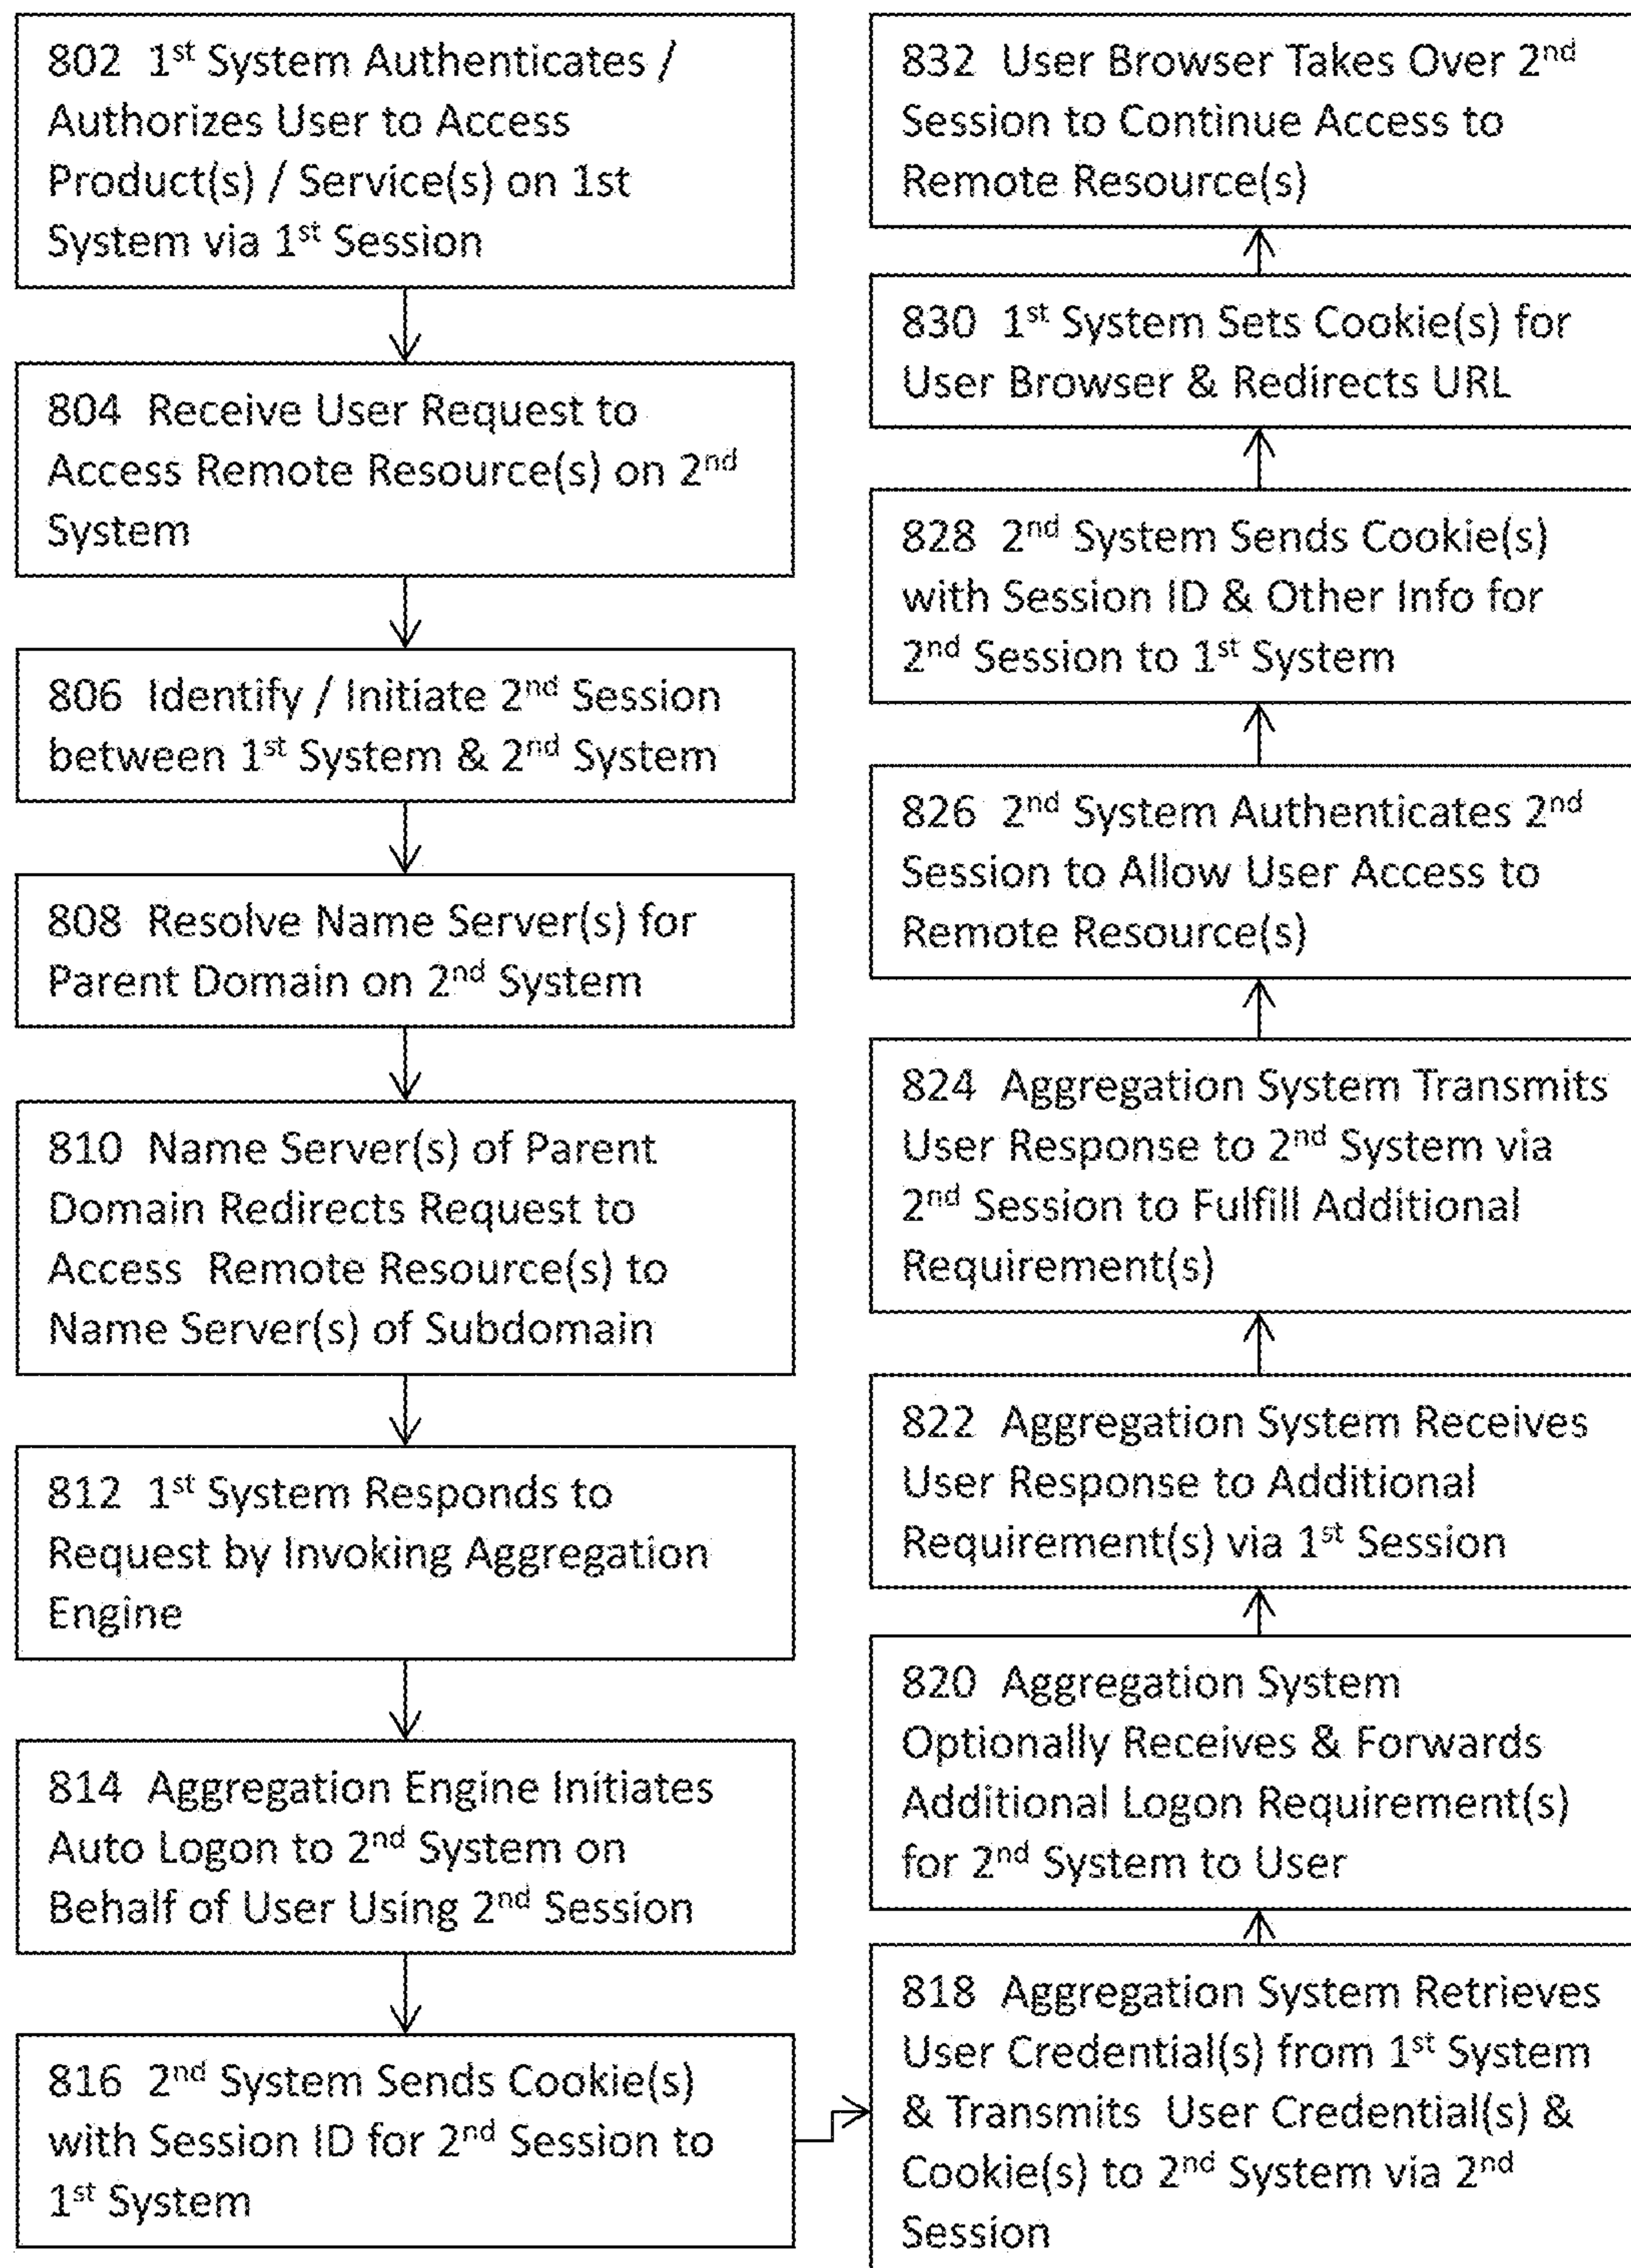 802 1st System Authenticates /
Authorizes User to Access
Product(s) / Service(s) on 1st
System via 1st Session
804 Receive User Request to
Access Remote Resource(s) on 2nd
System
806 Identify / Initiate 2nd Session
between 1st System & 2nd System
808 Resolve Name Server(s) for
Parent Domain on 2nd System
810 Name Server(s) of Parent
Domain Redirects Request to
Access Remote Resource(s) to
Name Server(s) of Subdomain
812 1st System Responds to
Request by Invoking Aggregation
Engine
814 Aggregation Engine Initiates
Auto Logon to 2nd System on
Behalf of User Using 2nd Session
816 2nd System Sends Cookie(s)
with Session ID for 2nd Session to
1st System
818 Aggregation System Retrieves
User Credential(s) from 1st System
& Transmits User Credential(s) &
Cookie(s) to 2nd System via 2nd
Session
820 Aggregation System
Optionally Receives & Forwards
Additional Logon Requirement(s)
for 2nd System to User
822 Aggregation System Receives
User Response to Additional
Requirement(s) via 1st Session
824 Aggregation System Transmits
User Response to 2nd System via
2nd Session to Fulfill Additional
Requirement(s)
826 2nd System Authenticates 2nd
Session to Allow User Access to
Remote Resource(s)
828 2nd System Sends Cookie(s)
with Session ID & Other Info for
2nd Session to 1st System
830 1st System Sets Cookie(s) for
User Browser & Redirects URL
832 User Browser Takes Over 2nd
Session to Continue Access to
Remote Resource(s)